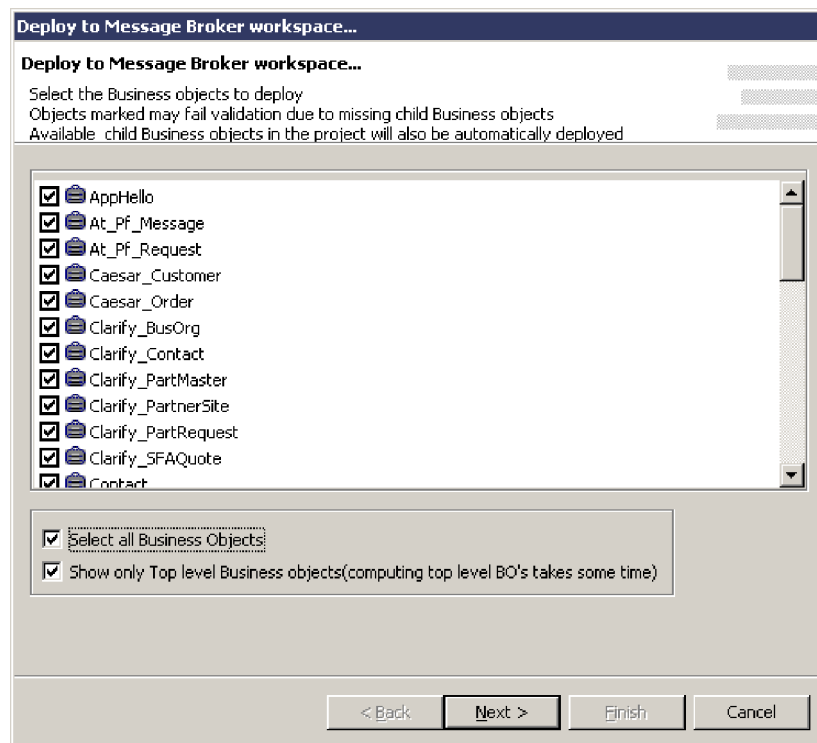 Deploy to Message Broker workspace...
Deploy to Message Broker workspace...
Select the Business objects to deploy
Objects marked may fail validation due to missing child Business objects
Available child Business objects in the project will also be automatically deployed
AppHello
At_Pf_Message
At_Pf_Request
Caesar_Customer
Caesar_Order
Clarify_BusOrg
Clarify_Contact
Clarify_PartMaster
Clarify_PartnerSite
Clarify_PartRequest
Clarify_SFAQuote
Contact
Select all Business Objects
Show only Top level Business objects(computing top level BO's takes some time)
< Back Next > Finish Cancel